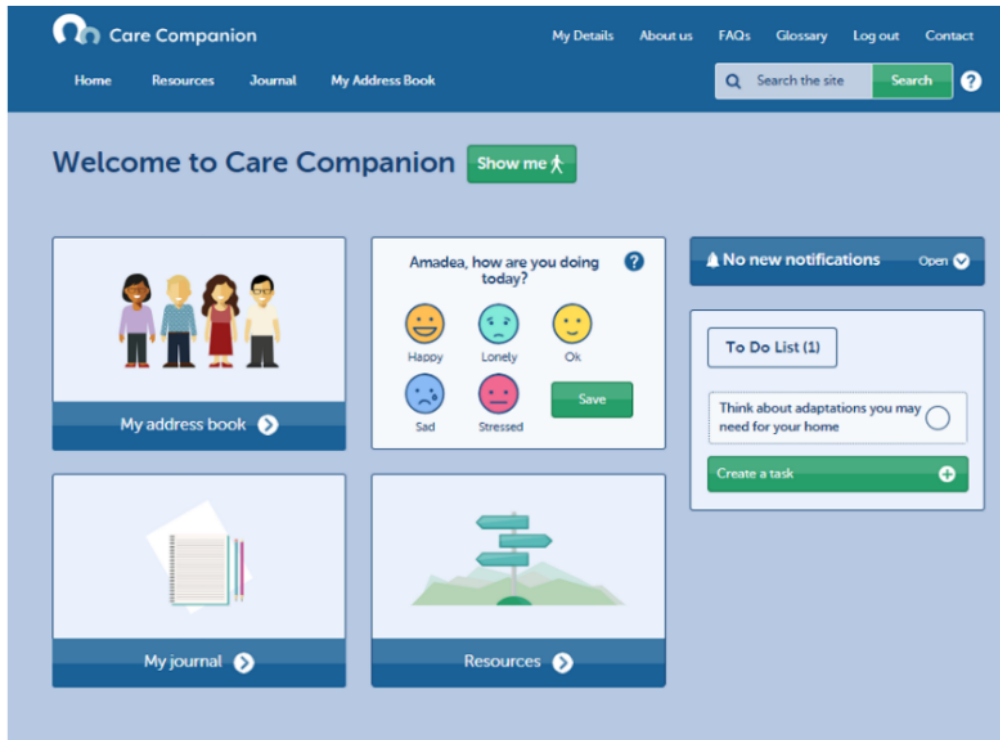 Care Companion
My Details About us FAQs Glossary Log out Contact
Home Resources Journal My Address Book
Search the site Search ?
Welcome to Care Companion Show me
Amadea, how are you doing today?
?
Happy Lonely Ok
Sad Stressed Save
No new notifications Open
To Do List (1)
Think about adaptations you may
need for your home
Create a task
My address book
My journal
Resources